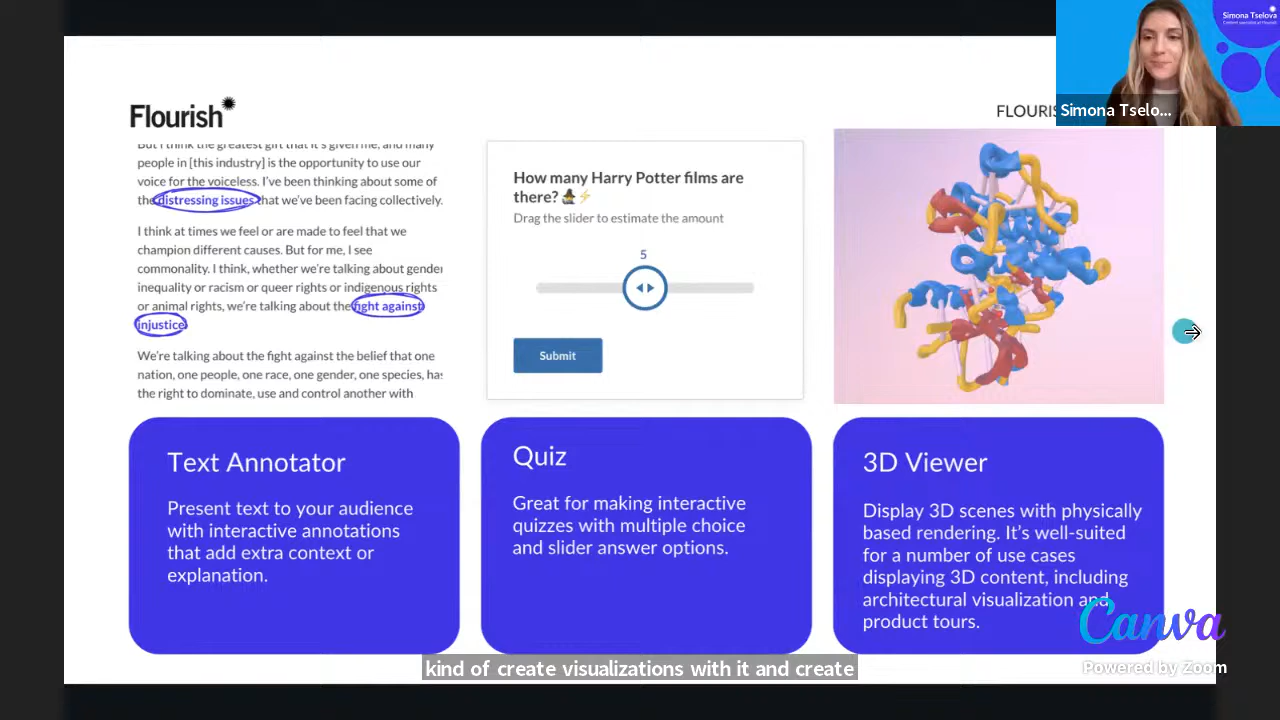 Simona Tselova
Flourish
FLOURIS
Simona Tselo...
But I think the greatest gift that it's given me, and many
people in [this industry] is the opportunity to use our
voice for the voiceless. I've been thinking about some of
the distressing issues that we've been facing collectively.
I think at times we feel or are made to feel that we
champion different causes. But for me, I see
commonality. I think, whether we're talking about gender
inequality or racism or queer rights or indigenous rights
or animal rights, we're talking about the fight against
injustice
We're talking about the fight against the belief that one
nation, one people, one race, one gender, one species, has
the right to dominate, use and control another with
How many Harry Potter films are
there?
Drag the slider to estimate the amount
5
Submit
Text Annotator
Present text to your audience
with interactive annotations
that add extra context or
explanation.
Quiz
Great for making interactive
quizzes with multiple choice
and slider answer options.
3D Viewer
Display 3D scenes with physically
based rendering. It's well-suited
for a number of use cases
displaying 3D content, including
architectural visualization and
product tours.
Canva
Powered by Zoom
kind of create visualizations with it and create